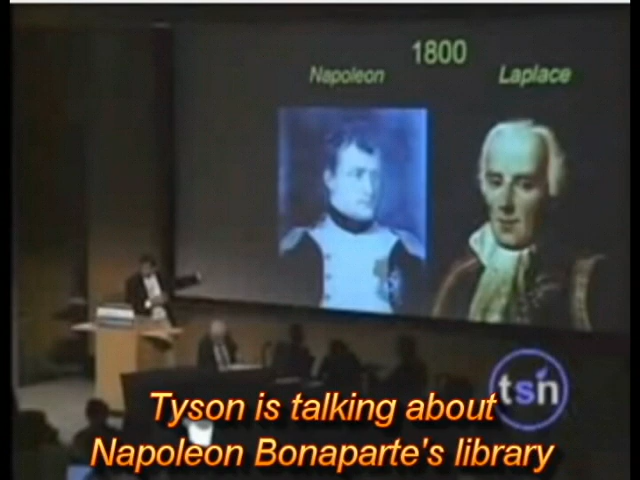 1800
Napoleon
Laplace
tsn
Tyson is talking about
Napoleon Bonaparte's library